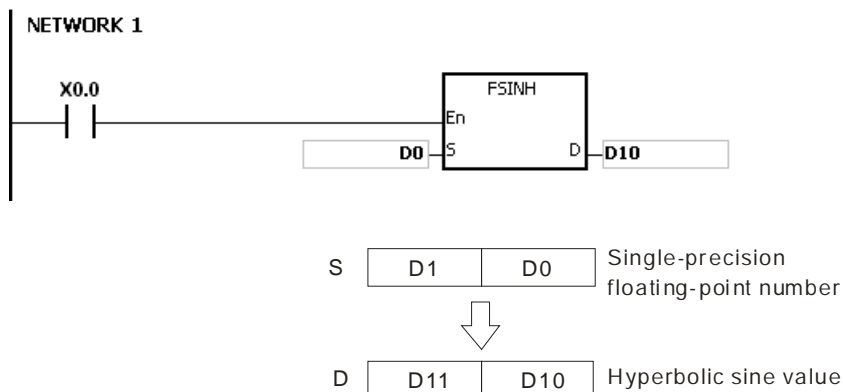 NETWORK 1
X0.0
FSINH
En
D0 S D D10
S D1 D0 Single-precision
floating-point number
D D11 D10 Hyperbolic sine value